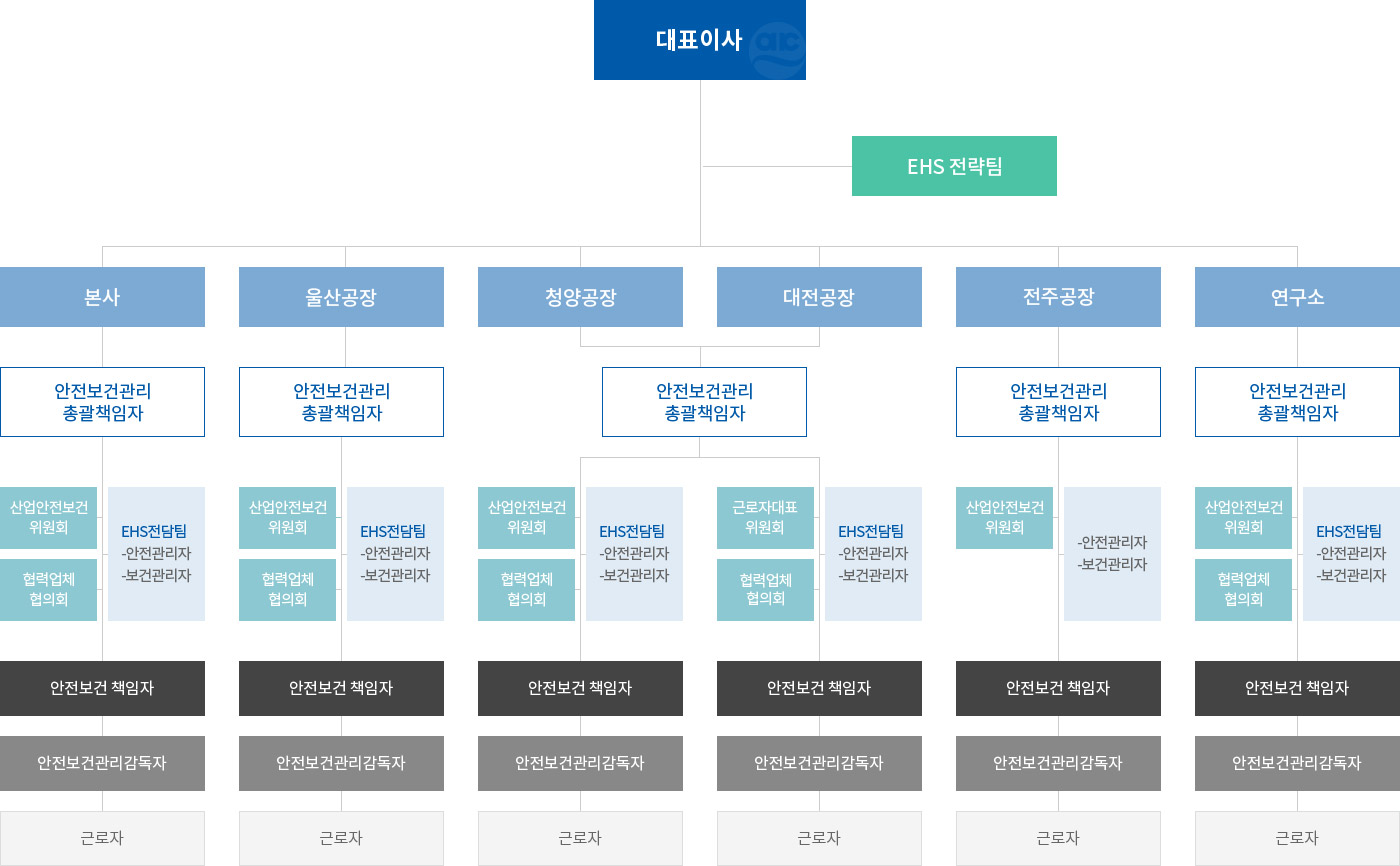 대표이사
EHS 전략팀
본사
울산공장
청양공장
대전공장
전주공장
연구소
안전보건관리
총괄책임자
안전보건관리
총괄책임자
안전보건관리
총괄책임자
안전보건관리
총괄책임자
안전보건관리
총괄책임자
산업안전보건
위원회
협력업체
협의회
EHS전담팀
-안전관리자
-보건관리자
산업안전보건
위원회
협력업체
협의회
EHS전담팀
-안전관리자
-보건관리자
산업안전보건
위원회
협력업체
협의회
EHS전담팀
-안전관리자
-보건관리자
근로자대표
위원회
협력업체
협의회
EHS전담팀
-안전관리자
-보건관리자
산업안전보건
위원회
-안전관리자
-보건관리자
산업안전보건
위원회
협력업체
협의회
EHS전담팀
-안전관리자
-보건관리자
안전보건 책임자
안전보건 책임자
안전보건 책임자
안전보건 책임자
안전보건 책임자
안전보건 책임자
안전보건관리감독자
안전보건관리감독자
안전보건관리감독자
안전보건관리감독자
안전보건관리감독자
안전보건관리감독자
근로자
근로자
근로자
근로자
근로자
근로자